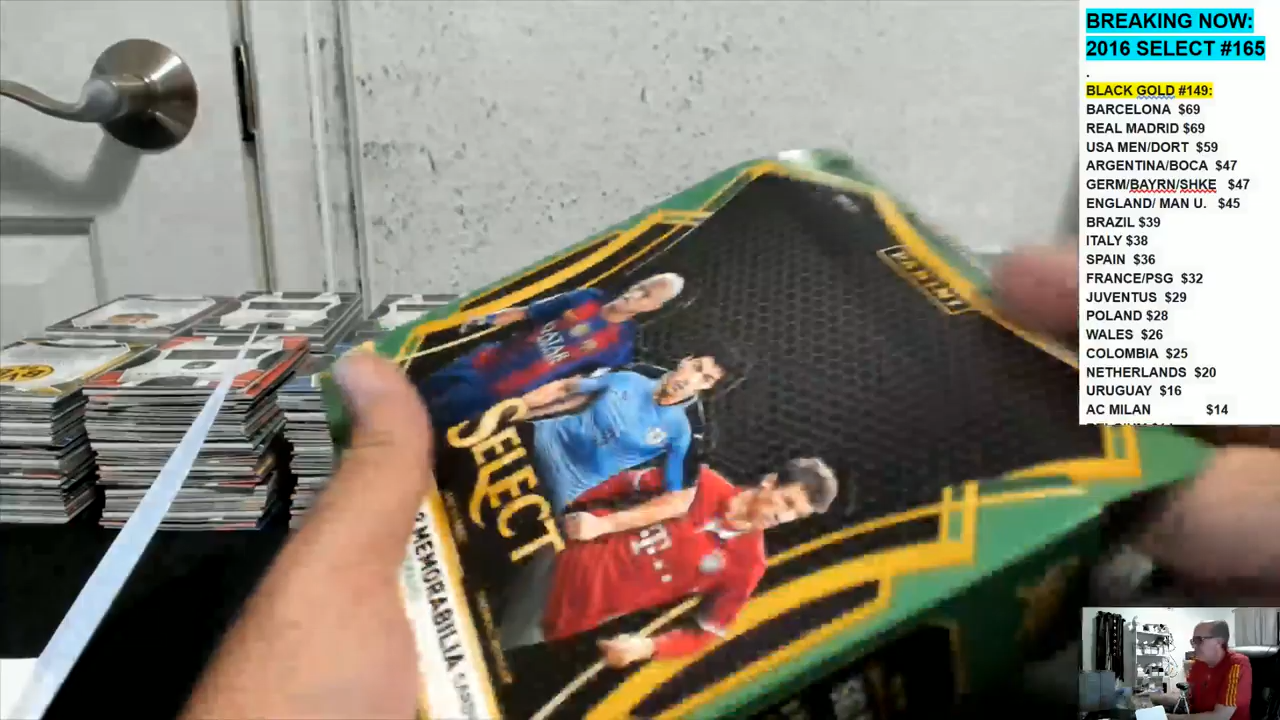 BREAKING NOW:
2016 SELECT #165
.
BLACK GOLD #149:
BARCELONA $69
REAL MADRID $69
USA MEN/DORT $59
ARGENTINA/BOCA $47
GERM/BAYRN/SHKE $47
ENGLAND/ MAN U. $45
BRAZIL $39
ITALY $38
SPAIN $36
FRANCE/PSG $32
JUVENTUS $29
POLAND $28
WALES $26
COLOMBIA $25
NETHERLANDS $20
URUGUAY $16
AC MILAN $14
PANINI
QATAR
SELECT
T
MEMORABILIA